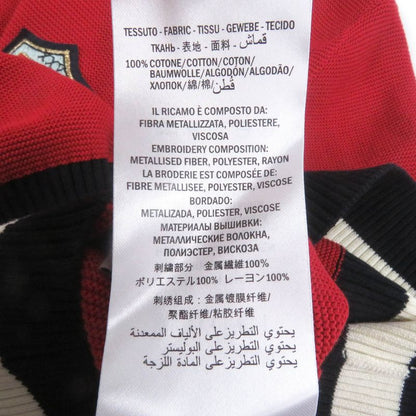 TESSUTO - FABRIC - TISSU - GEWEBE - TECIDO
ТКАНЬ - 表地 - 面料 - قماش
100% COTONE/COTTON/COTON/
BAUMWOLLE/ALGODÓN/ALGODÃO/
ХЛОПОК/綿/棉/ قُطن
IL RICAMO È COMPOSTO DA:
FIBRA METALLIZZATA, POLIESTERE,
VISCOSA
EMBROIDERY COMPOSITION:
METALLISED FIBER, POLYESTER, RAYON
LA BRODERIE EST COMPOSÉE DE:
FIBRE METALLISEE, POLYESTER, VISCOSE
BORDADO:
METALIZADA, POLIESTER, VISCOSA
МАТЕРИАЛЫ ВЫШИВКИ:
МЕТАЛЛИЧЕСКИЕ ВОЛОКНА,
ПОЛИЭСТЕР, ВИСКОЗА
刺繍部分 金属繊維100%
ポリエステル100% レーヨン100%
刺绣组成: 金属镀膜纤维/
聚酯纤维/粘胶纤维
يحتوي التطريز على الألياف الممعدنة
يحتوي التطريز على البوليستر
يحتوي التطريز على المادة اللزجة